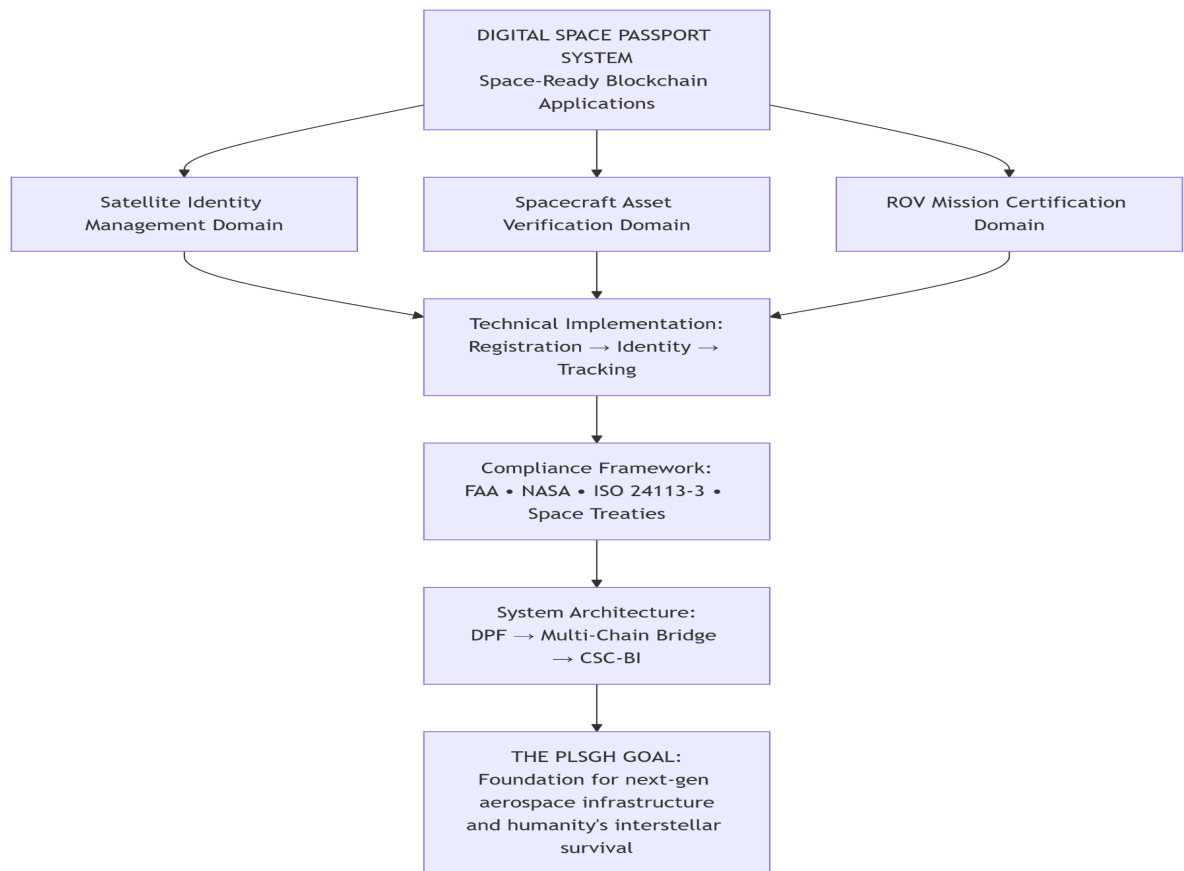 DIGITAL SPACE PASSPORT
SYSTEM
Space-Ready Blockchain
Applications
Satellite Identity
Management Domain
Spacecraft Asset
Verification Domain
ROV Mission Certification
Domain
Technical Implementation:
Registration → Identity →
Tracking
Compliance Framework:
FAA • NASA • ISO 24113-3 •
Space Treaties
System Architecture:
DPF → Multi-Chain Bridge
→ CSC-BI
THE PLSGH GOAL:
Foundation for next-gen
aerospace infrastructure
and humanity's interstellar
survival